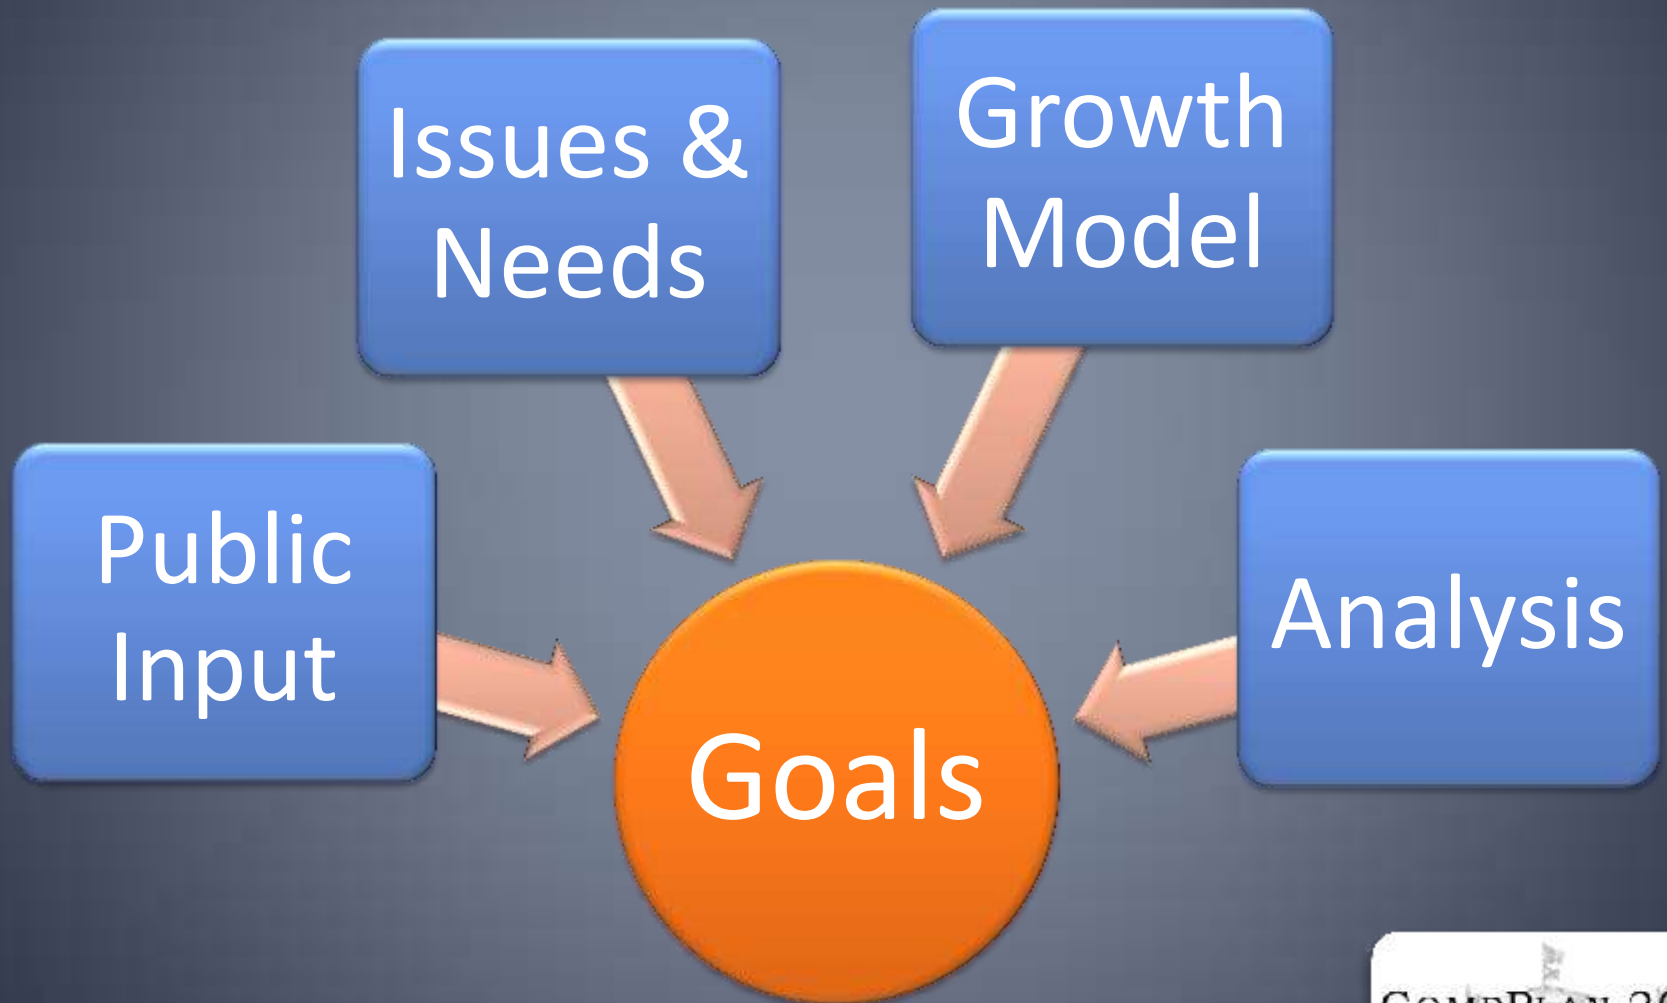 Issues &
Needs
Growth
Model
Public
Input
Analysis
Goals